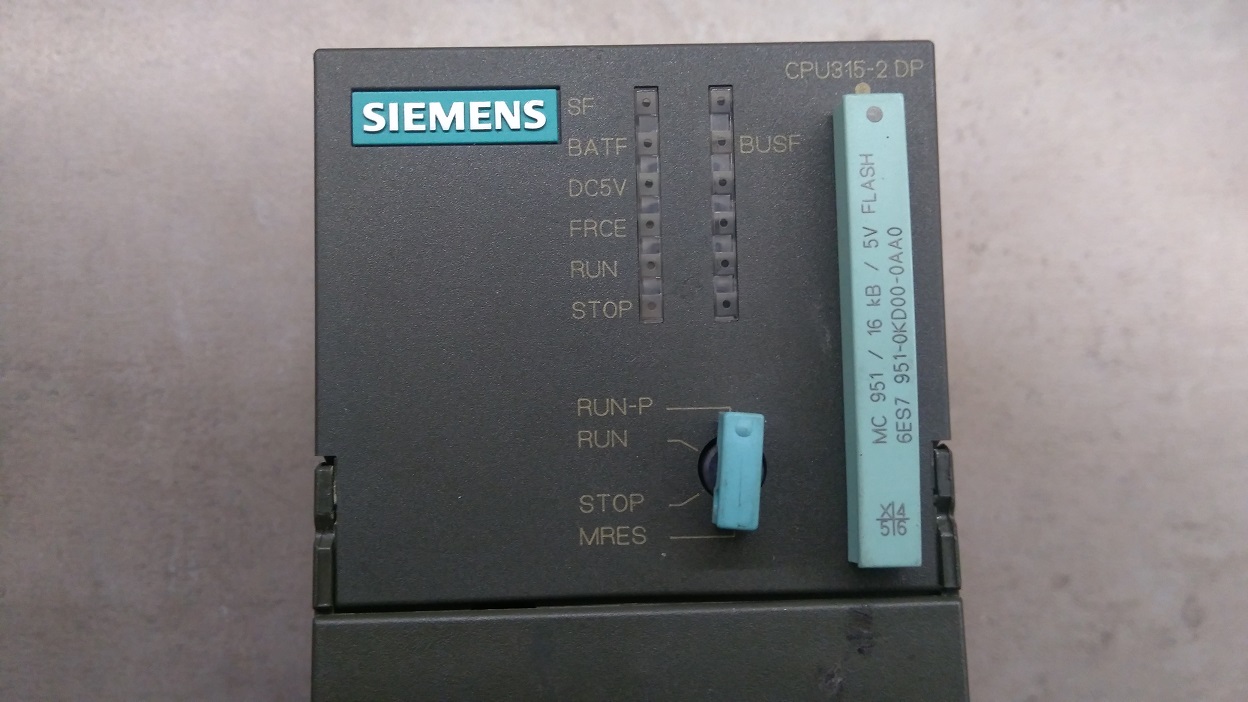 CPU315-2 DP
SIEMENS
SF
BATF
DC5V
FRCE
RUN
STOP
BUSF
RUN-P
RUN
STOP
MRES
MC 951 / 16 kB / 5V FLASH
6ES7 951-0KD00-0AA0
X 4
5 6